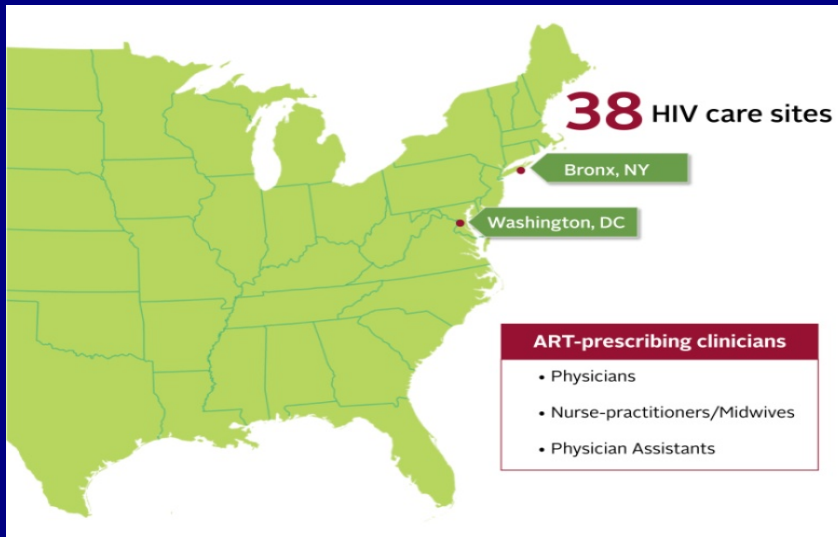 38 HIV care sites
Bronx, NY
Washington, DC
ART-prescribing clinicians
• Physicians
• Nurse-practitioners/Midwives
• Physician Assistants